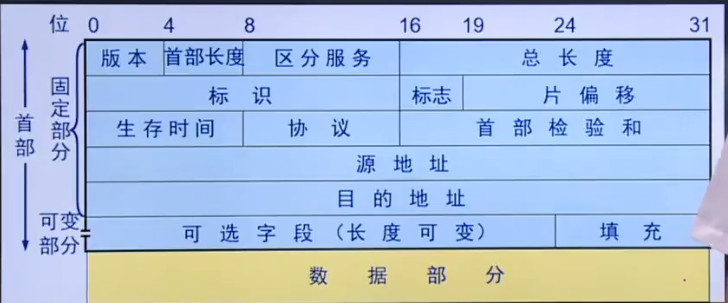 位 0 4 8 16 19 24 31
版本 首部长度 区分服务 总长度
标识 标志 片偏移
生存时间 协议 首部检验和
源地址
目的地址
可选字段（长度可变） 填充
数据部分
首部
固定部分
可变
部分